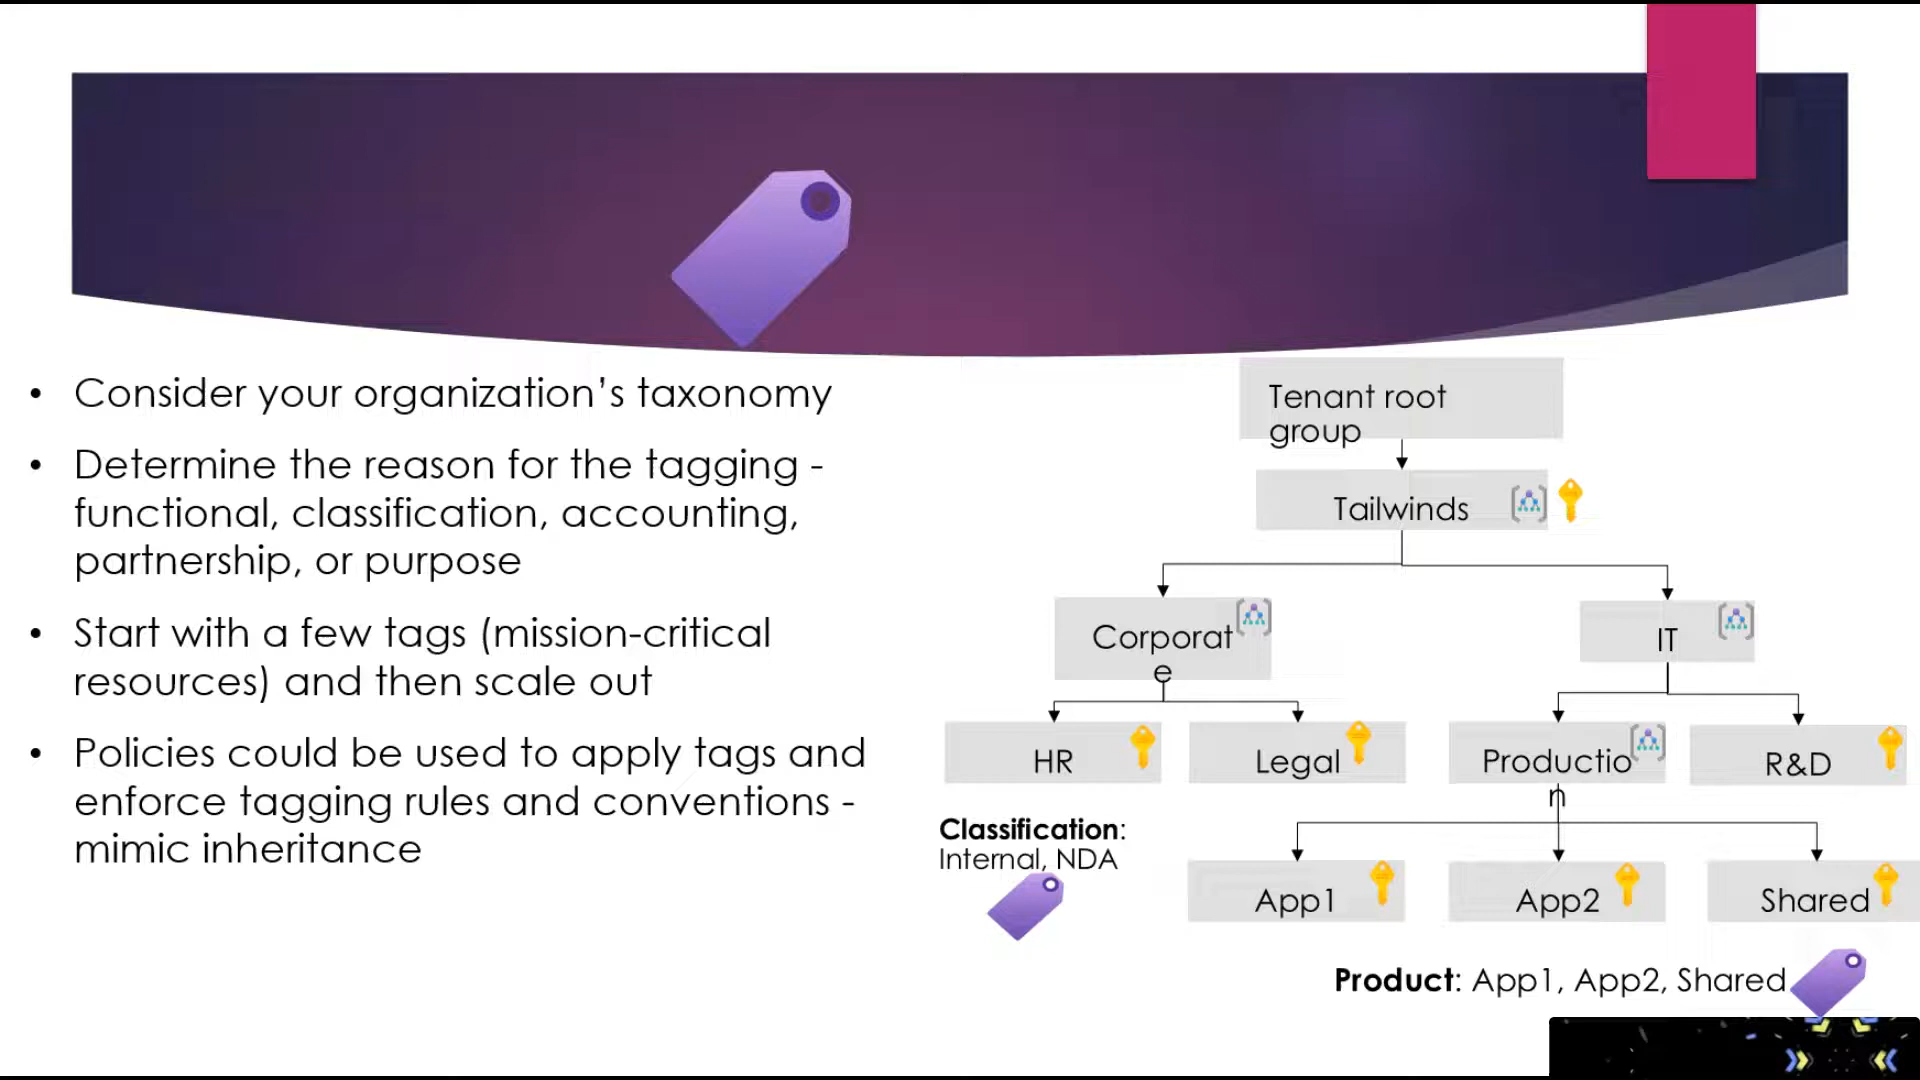 • Consider your organization’s taxonomy
• Determine the reason for the tagging -
functional, classification, accounting,
partnership, or purpose
• Start with a few tags (mission-critical
resources) and then scale out
• Policies could be used to apply tags and
enforce tagging rules and conventions -
mimic inheritance
Tenant root
group
Tailwinds
Corporat
e
IT
HR
Legal
Productio
n
R&D
Classification:
Internal, NDA
App1
App2
Shared
Product: App1, App2, Shared